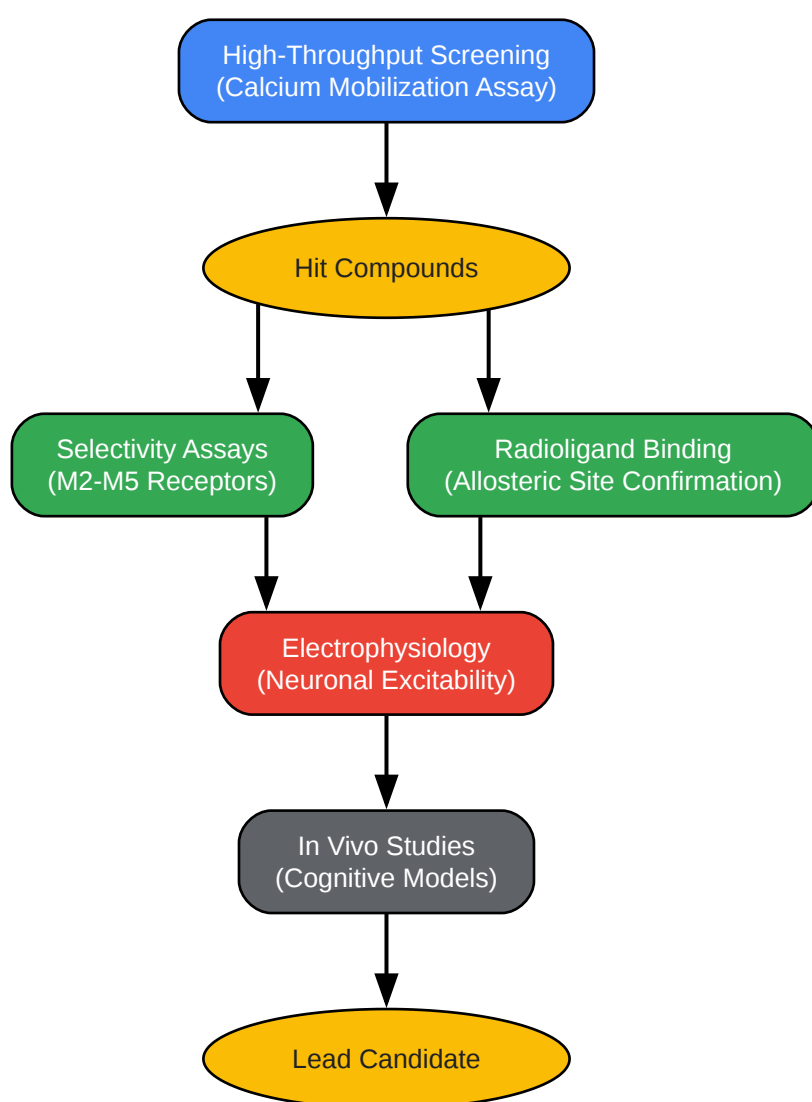 High-Throughput Screening
(Calcium Mobilization Assay)
Hit Compounds
Selectivity Assays
(M2-M5 Receptors)
Radioligand Binding
(Allosteric Site Confirmation)
Electrophysiology
(Neuronal Excitability)
In Vivo Studies
(Cognitive Models)
Lead Candidate